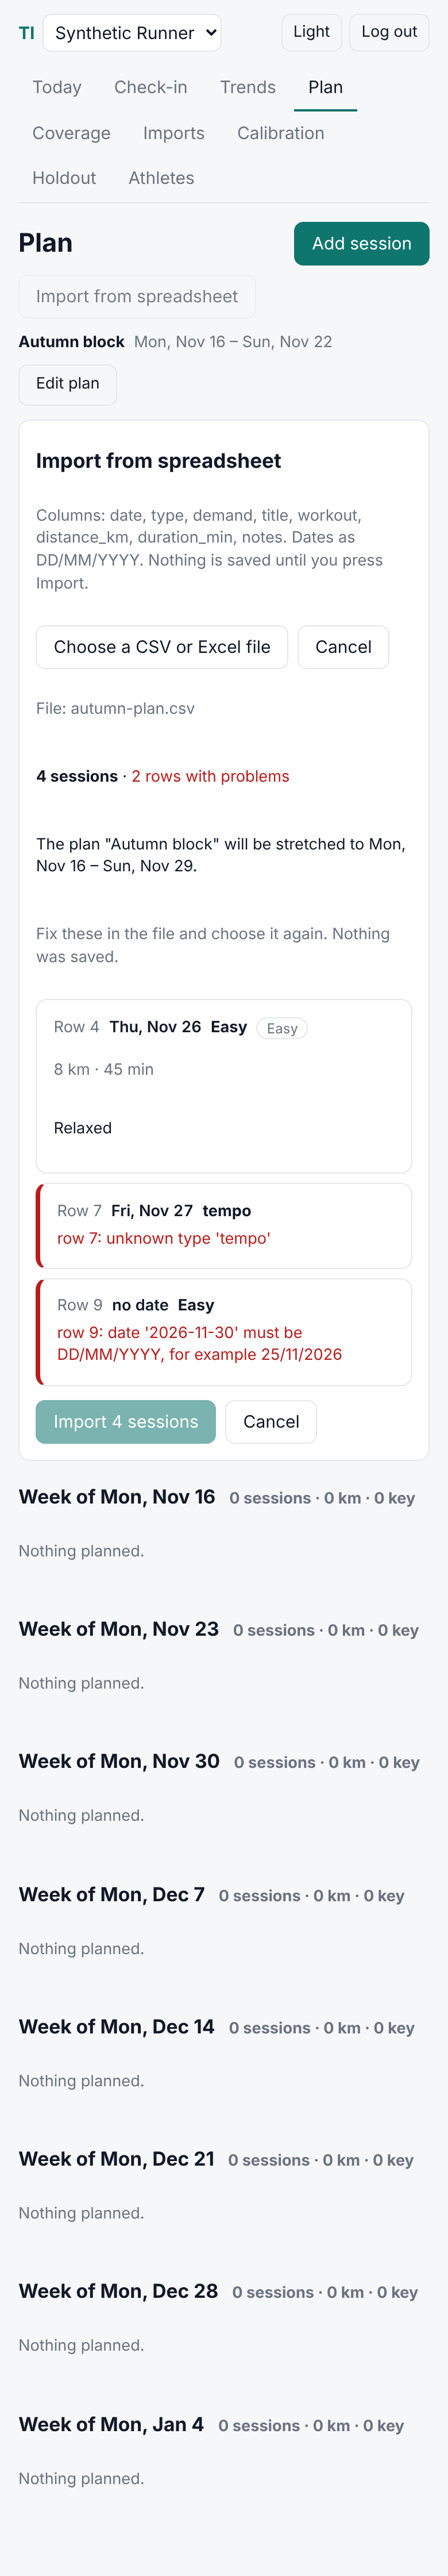 TI Synthetic Runner Light Log out
Today Check-in Trends Plan
Coverage Imports Calibration
Holdout Athletes
Plan Add session
Import from spreadsheet
Autumn block Mon, Nov 16 – Sun, Nov 22
Edit plan
Import from spreadsheet
Columns: date, type, demand, title, workout,
distance_km, duration_min, notes. Dates as
DD/MM/YYYY. Nothing is saved until you press
Import.
Choose a CSV or Excel file Cancel
File: autumn-plan.csv
4 sessions · 2 rows with problems
The plan "Autumn block" will be stretched to Mon,
Nov 16 – Sun, Nov 29.
Fix these in the file and choose it again. Nothing
was saved.
Row 4 Thu, Nov 26 Easy Easy
8 km · 45 min
Relaxed
Row 7 Fri, Nov 27 tempo
row 7: unknown type 'tempo'
Row 9 no date Easy
row 9: date '2026-11-30' must be
DD/MM/YYYY, for example 25/11/2026
Import 4 sessions Cancel
Week of Mon, Nov 16 0 sessions · 0 km · 0 key
Nothing planned.
Week of Mon, Nov 23 0 sessions · 0 km · 0 key
Nothing planned.
Week of Mon, Nov 30 0 sessions · 0 km · 0 key
Nothing planned.
Week of Mon, Dec 7 0 sessions · 0 km · 0 key
Nothing planned.
Week of Mon, Dec 14 0 sessions · 0 km · 0 key
Nothing planned.
Week of Mon, Dec 21 0 sessions · 0 km · 0 key
Nothing planned.
Week of Mon, Dec 28 0 sessions · 0 km · 0 key
Nothing planned.
Week of Mon, Jan 4 0 sessions · 0 km · 0 key
Nothing planned.